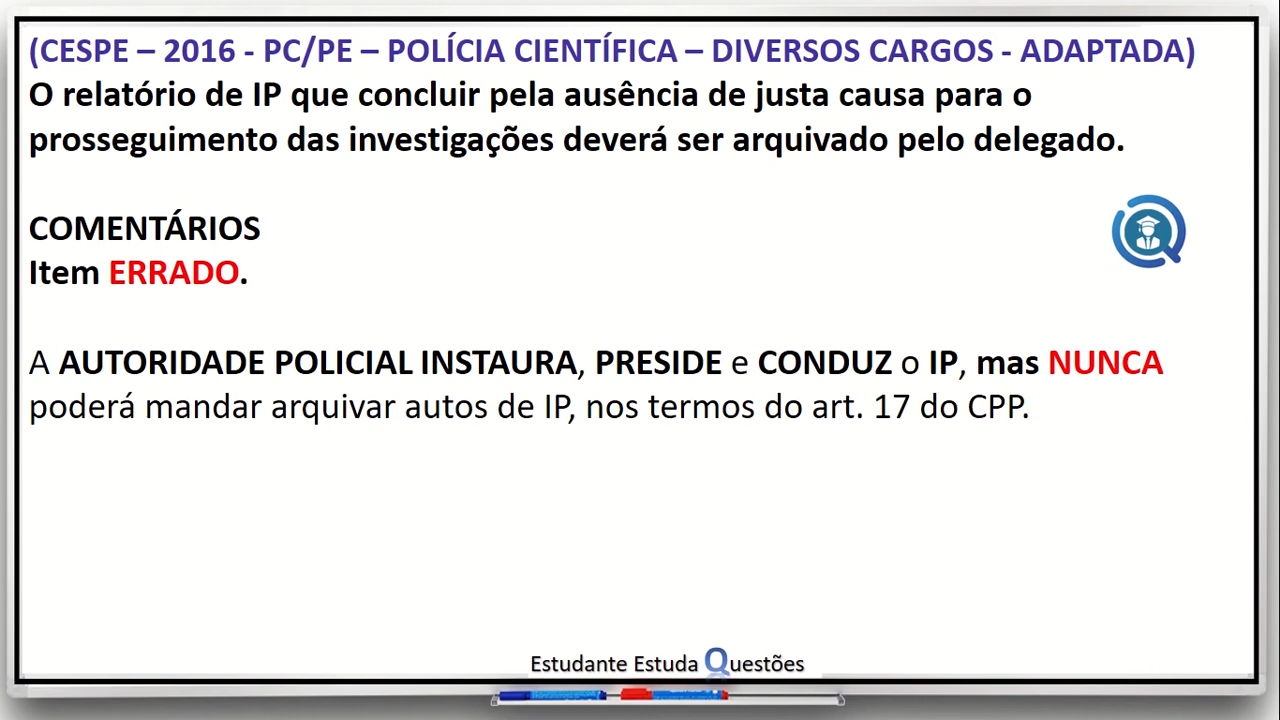 (CESPE – 2016 - PC/PE – POLÍCIA CIENTÍFICA – DIVERSOS CARGOS - ADAPTADA)
O relatório de IP que concluir pela ausência de justa causa para o
prosseguimento das investigações deverá ser arquivado pelo delegado.
COMENTÁRIOS
Item ERRADO.
A AUTORIDADE POLICIAL INSTAURA, PRESIDE e CONDUZ o IP, mas NUNCA
poderá mandar arquivar autos de IP, nos termos do art. 17 do CPP.
Estudante Estuda Questões